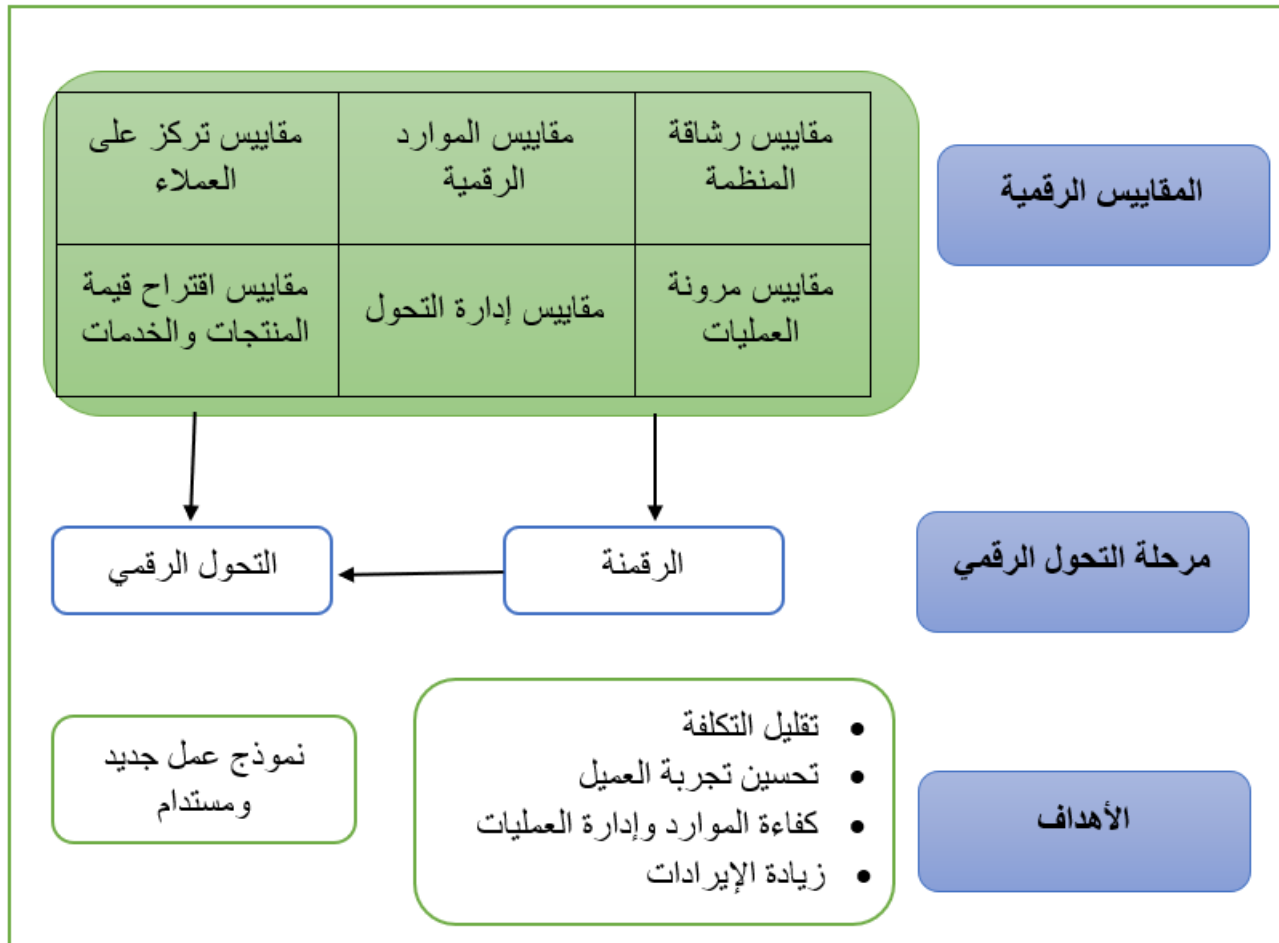 المقاييس الرقمية
مقاييس رشاقة
المنظمة
مقاييس الموارد
الرقمية
مقاييس تركز على
العملاء
مقاييس مرونة
العمليات
مقاييس إدارة التحول
مقاييس اقتراح قيمة
المنتجات والخدمات
مرحلة التحول الرقمي
الرقمنة
التحول الرقمي
الأهداف
• تقليل التكلفة
• تحسين تجربة العميل
• كفاءة الموارد وإدارة العمليات
• زيادة الإيرادات
نموذج عمل جديد
ومستدام